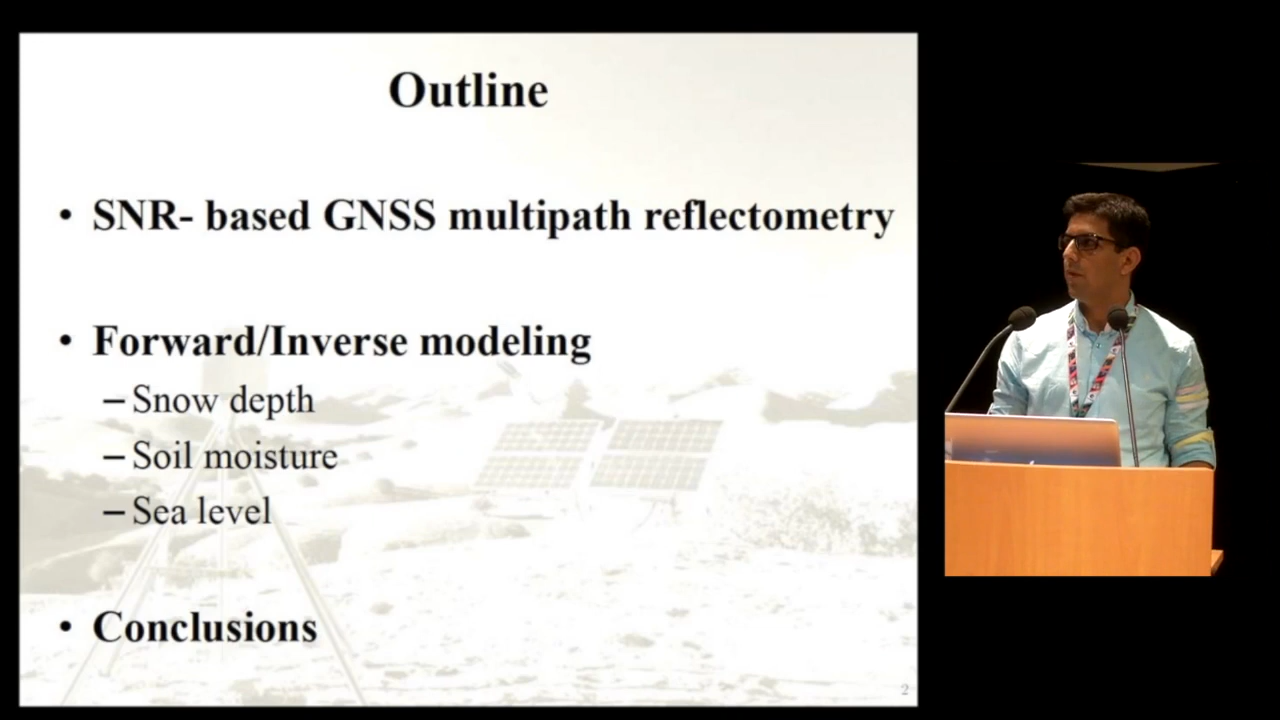 Outline
• SNR- based GNSS multipath reflectometry
• Forward/Inverse modeling
– Snow depth
– Soil moisture
– Sea level
• Conclusions
2